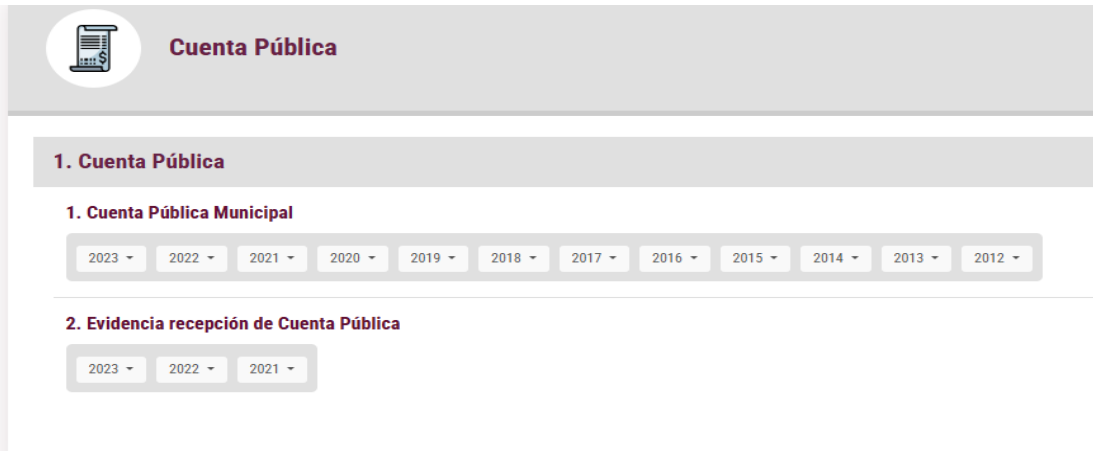 Cuenta Pública
1. Cuenta Pública
1. Cuenta Pública Municipal
2023 2022 2021 2020 2019 2018 2017 2016 2015 2014 2013 2012
2. Evidencia recepción de Cuenta Pública
2023 2022 2021